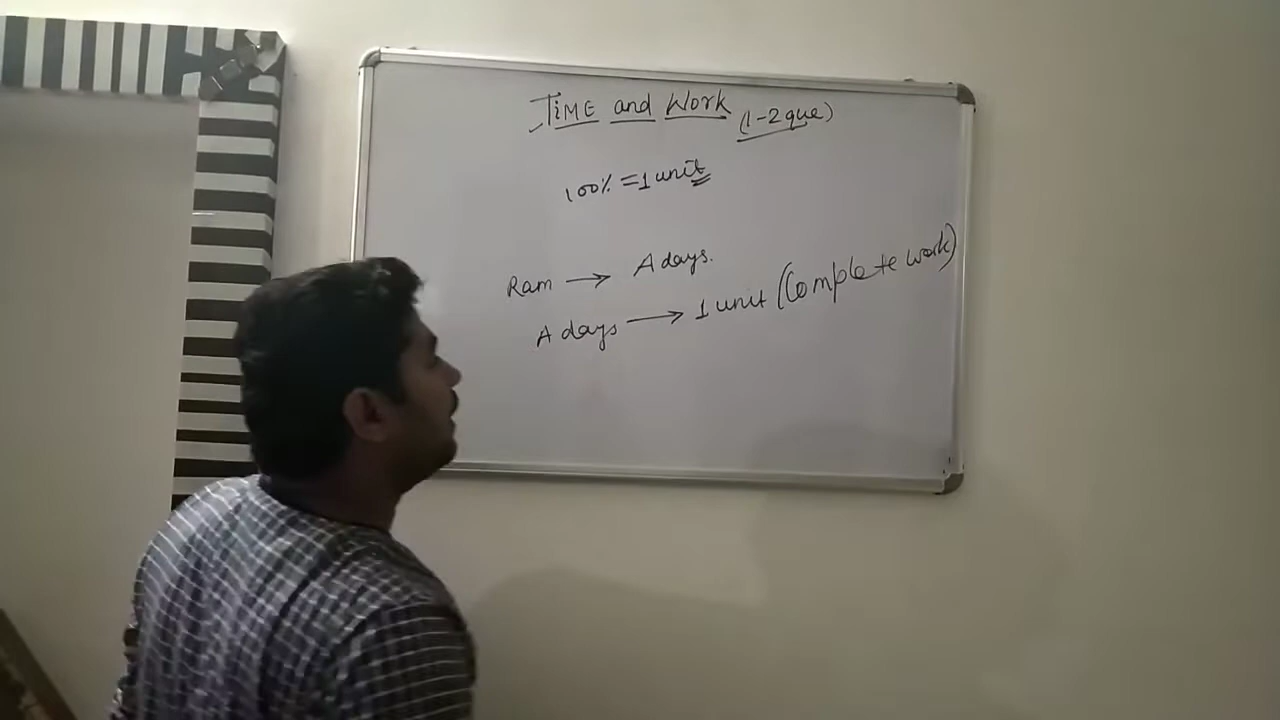 TIME and Work (1-2 que)
100% = 1 unit
Ram → A days.
A days → 1 unit (Complete work)